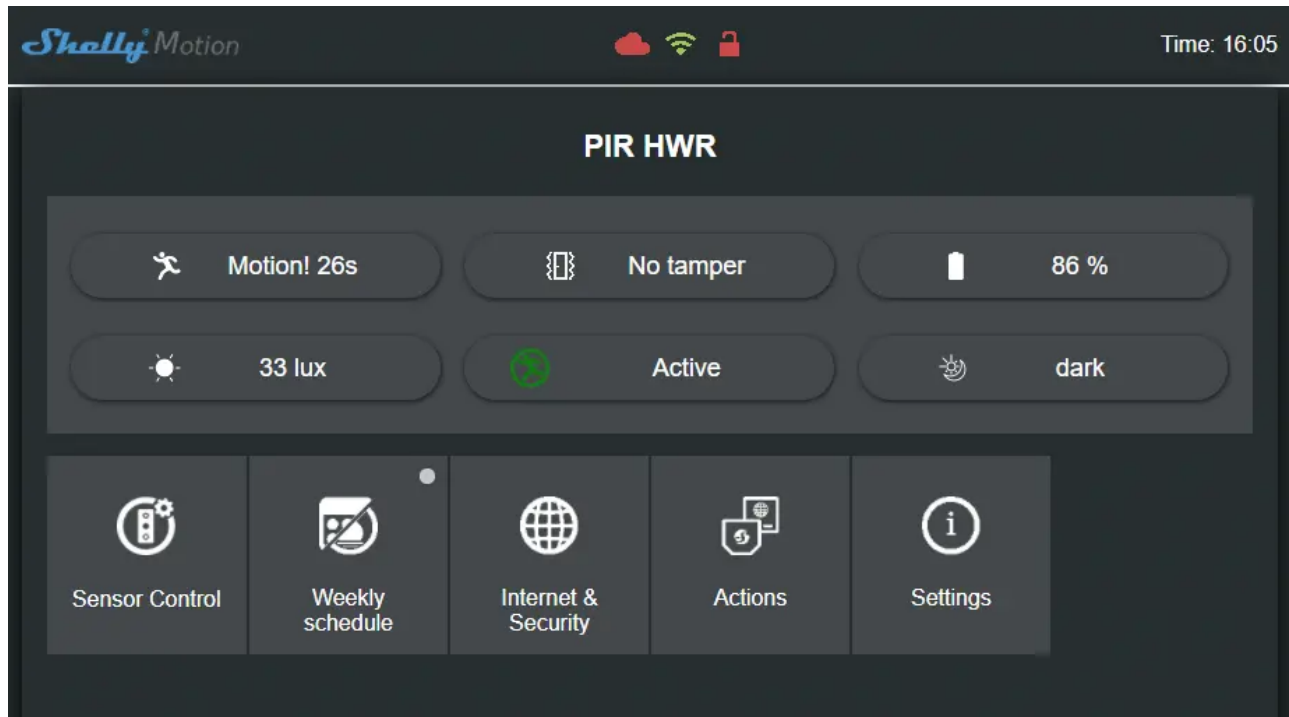 Shelly Motion
Time: 16:05
PIR HWR
Motion! 26s
No tamper
86 %
33 lux
Active
dark
Sensor Control
Weekly
schedule
Internet &
Security
Actions
Settings